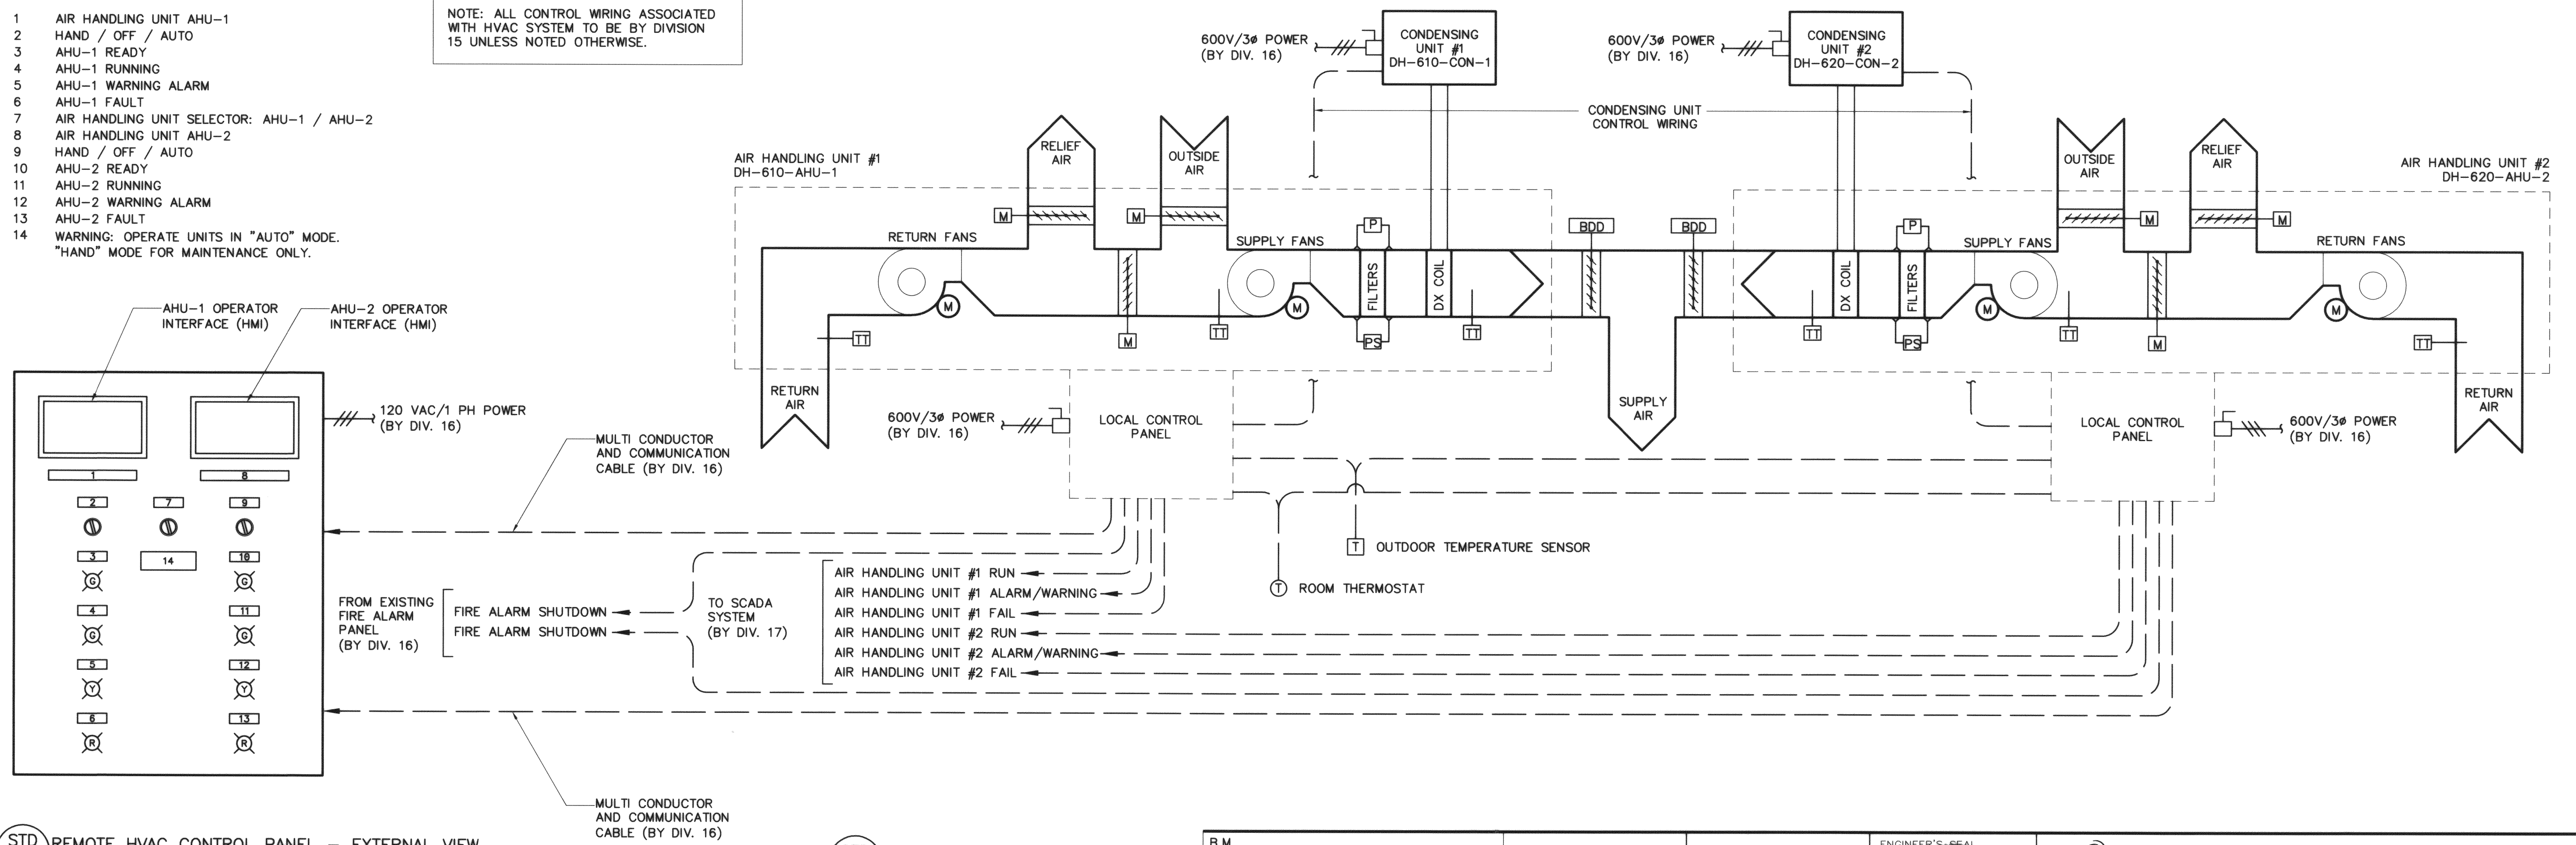 1 AIR HANDLING UNIT AHU-1
2 HAND / OFF / AUTO
3 AHU-1 READY
4 AHU-1 RUNNING
5 AHU-1 WARNING ALARM
6 AHU-1 FAULT
7 AIR HANDLING UNIT SELECTOR: AHU-1 / AHU-2
8 AIR HANDLING UNIT AHU-2
9 HAND / OFF / AUTO
10 AHU-2 READY
11 AHU-2 RUNNING
12 AHU-2 WARNING ALARM
13 AHU-2 FAULT
14 WARNING: OPERATE UNITS IN "AUTO" MODE.
"HAND" MODE FOR MAINTENANCE ONLY.
NOTE: ALL CONTROL WIRING ASSOCIATED
WITH HVAC SYSTEM TO BE BY DIVISION
15 UNLESS NOTED OTHERWISE.
600V/3ø POWER
(BY DIV. 16)
CONDENSING
UNIT #1
DH-610-CON-1
600V/3ø POWER
(BY DIV. 16)
CONDENSING
UNIT #2
DH-620-CON-2
CONDENSING UNIT
CONTROL WIRING
AIR HANDLING UNIT #1
DH-610-AHU-1
RELIEF
AIR
OUTSIDE
AIR
OUTSIDE
AIR
RELIEF
AIR
AIR HANDLING UNIT #2
DH-620-AHU-2
M
M
P
BDD
BDD
P
M
M
RETURN FANS
SUPPLY FANS
SUPPLY FANS
RETURN FANS
FILTERS
DX COIL
DX COIL
FILTERS
M
M
M
M
TT
M
TT
PS
TT
TT
PS
TT
M
TT
RETURN
AIR
SUPPLY
AIR
RETURN
AIR
600V/3ø POWER
(BY DIV. 16)
LOCAL CONTROL
PANEL
LOCAL CONTROL
PANEL
600V/3ø POWER
(BY DIV. 16)
AHU-1 OPERATOR
INTERFACE (HMI)
AHU-2 OPERATOR
INTERFACE (HMI)
120 VAC/1 PH POWER
(BY DIV. 16)
MULTI CONDUCTOR
AND COMMUNICATION
CABLE (BY DIV. 16)
1
8
2
7
9
3
14
10
G
G
4
11
G
G
5
12
Y
Y
6
13
R
R
T OUTDOOR TEMPERATURE SENSOR
T ROOM THERMOSTAT
FROM EXISTING
FIRE ALARM
PANEL
(BY DIV. 16)
FIRE ALARM SHUTDOWN
FIRE ALARM SHUTDOWN
TO SCADA
SYSTEM
(BY DIV. 17)
AIR HANDLING UNIT #1 RUN
AIR HANDLING UNIT #1 ALARM/WARNING
AIR HANDLING UNIT #1 FAIL
AIR HANDLING UNIT #2 RUN
AIR HANDLING UNIT #2 ALARM/WARNING
AIR HANDLING UNIT #2 FAIL
MULTI CONDUCTOR
AND COMMUNICATION
CABLE (BY DIV. 16)
STD REMOTE HVAC CONTROL PANEL - EXTERNAL VIEW
B.M.
ENGINEER'S SEAL